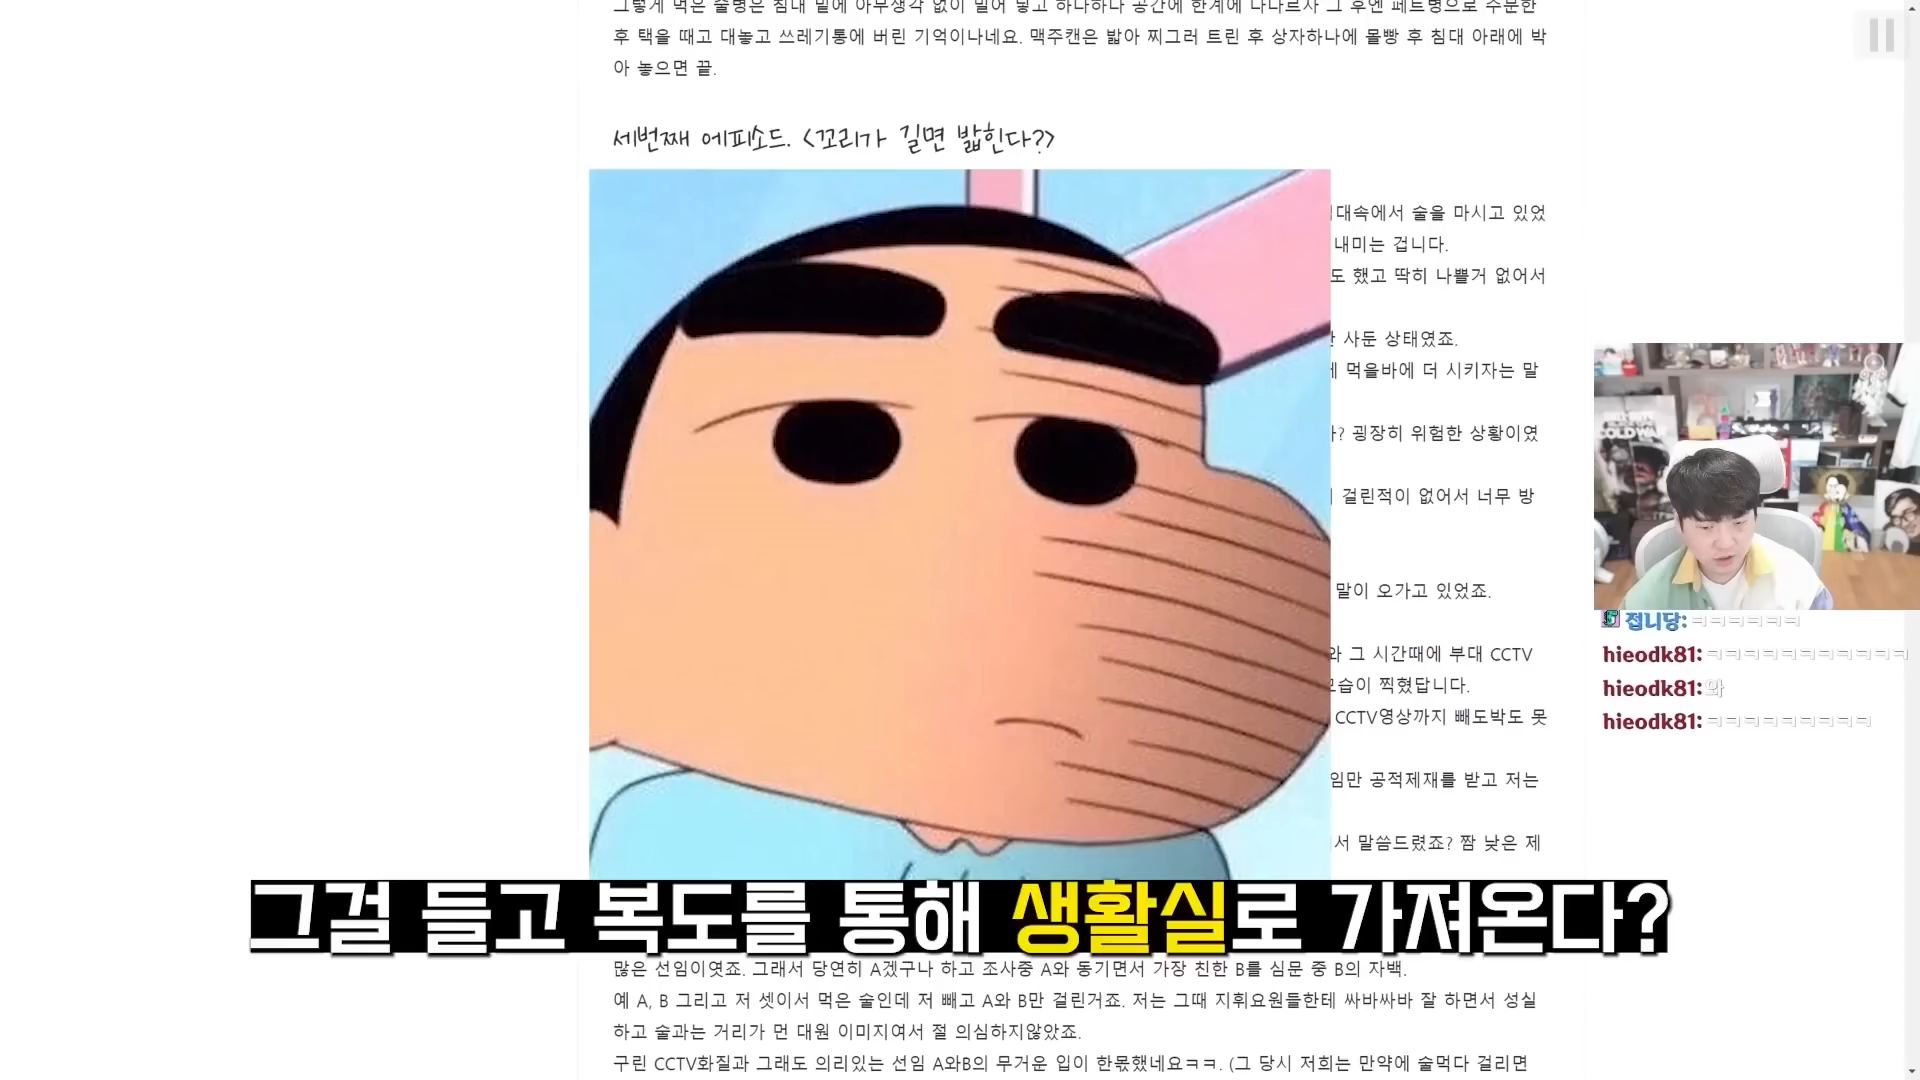 그렇게 먹은 술병은 침대 밑에 아무생각 없이 밀어 넣고 하나하나 공간에 한계에 다다르자 그 후엔 페트병으로 주문한
후 택을 때고 대놓고 쓰레기통에 버린 기억이나네요. 맥주캔은 밟아 찌그러 트린 후 상자하나에 몰빵 후 침대 아래에 박
아 놓으면 끝.
세번째 에피소드. <꼬리가 길면 밟힌다?>
대속에서 술을 마시고 있었
내미는 겁니다.
도 했고 딱히 나쁠거 없어서
사둔 상태였죠.
먹을바에 더 시키자는 말
? 굉장히 위험한 상황이였
걸린적이 없어서 너무 방
말이 오가고 있었죠.
와 그 시간때에 부대 CCTV
모습이 찍혔답니다.
CCTV영상까지 빼도박도 못
임만 공적제재를 받고 저는
서 말씀드렸죠? 짬 낮은 제
그걸 들고 복도를 통해 생활실로 가져온다?
많은 선임이엿죠. 그래서 당연히 A겠구나 하고 조사중 A와 동기면서 가장 친한 B를 심문 중 B의 자백.
예 A, B 그리고 저 셋이서 먹은 술인데 저 빼고 A와 B만 걸린거죠. 저는 그때 지휘요원들한테 싸바싸바 잘 하면서 성실
하고 술과는 거리가 먼 대원 이미지여서 절 의심하지않았죠.
구린 CCTV화질과 그래도 의리있는 선임 A와B의 무거운 입이 한몫했네요ㅋㅋ. (그 당시 저희는 만약에 술먹다 걸리면
COLD WAR
접니당: ㅋㅋㅋㅋㅋㅋ
hieodk81: ㅋㅋㅋㅋㅋㅋㅋㅋㅋㅋㅋ
hieodk81: 와
hieodk81: ㅋㅋㅋㅋㅋㅋㅋㅋㅋ